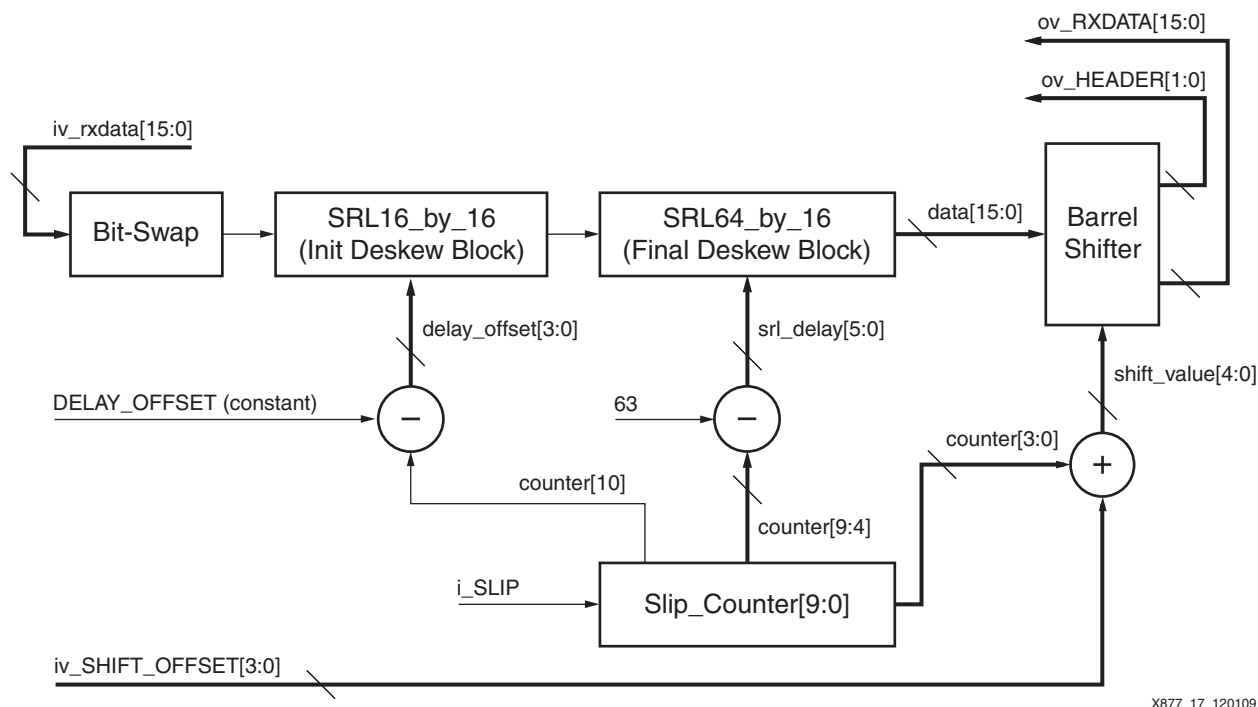 ov_RXDATA[15:0]
ov_HEADER[1:0]
iv_rxdata[15:0]
Bit-Swap
SRL16_by_16
(Init Deskew Block)
SRL64_by_16
(Final Deskew Block)
data[15:0]
Barrel
Shifter
delay_offset[3:0]
srl_delay[5:0]
shift_value[4:0]
DELAY_OFFSET (constant)
−
63
−
counter[3:0]
+
counter[10]
counter[9:4]
i_SLIP
Slip_Counter[9:0]
iv_SHIFT_OFFSET[3:0]
X877_17_120109